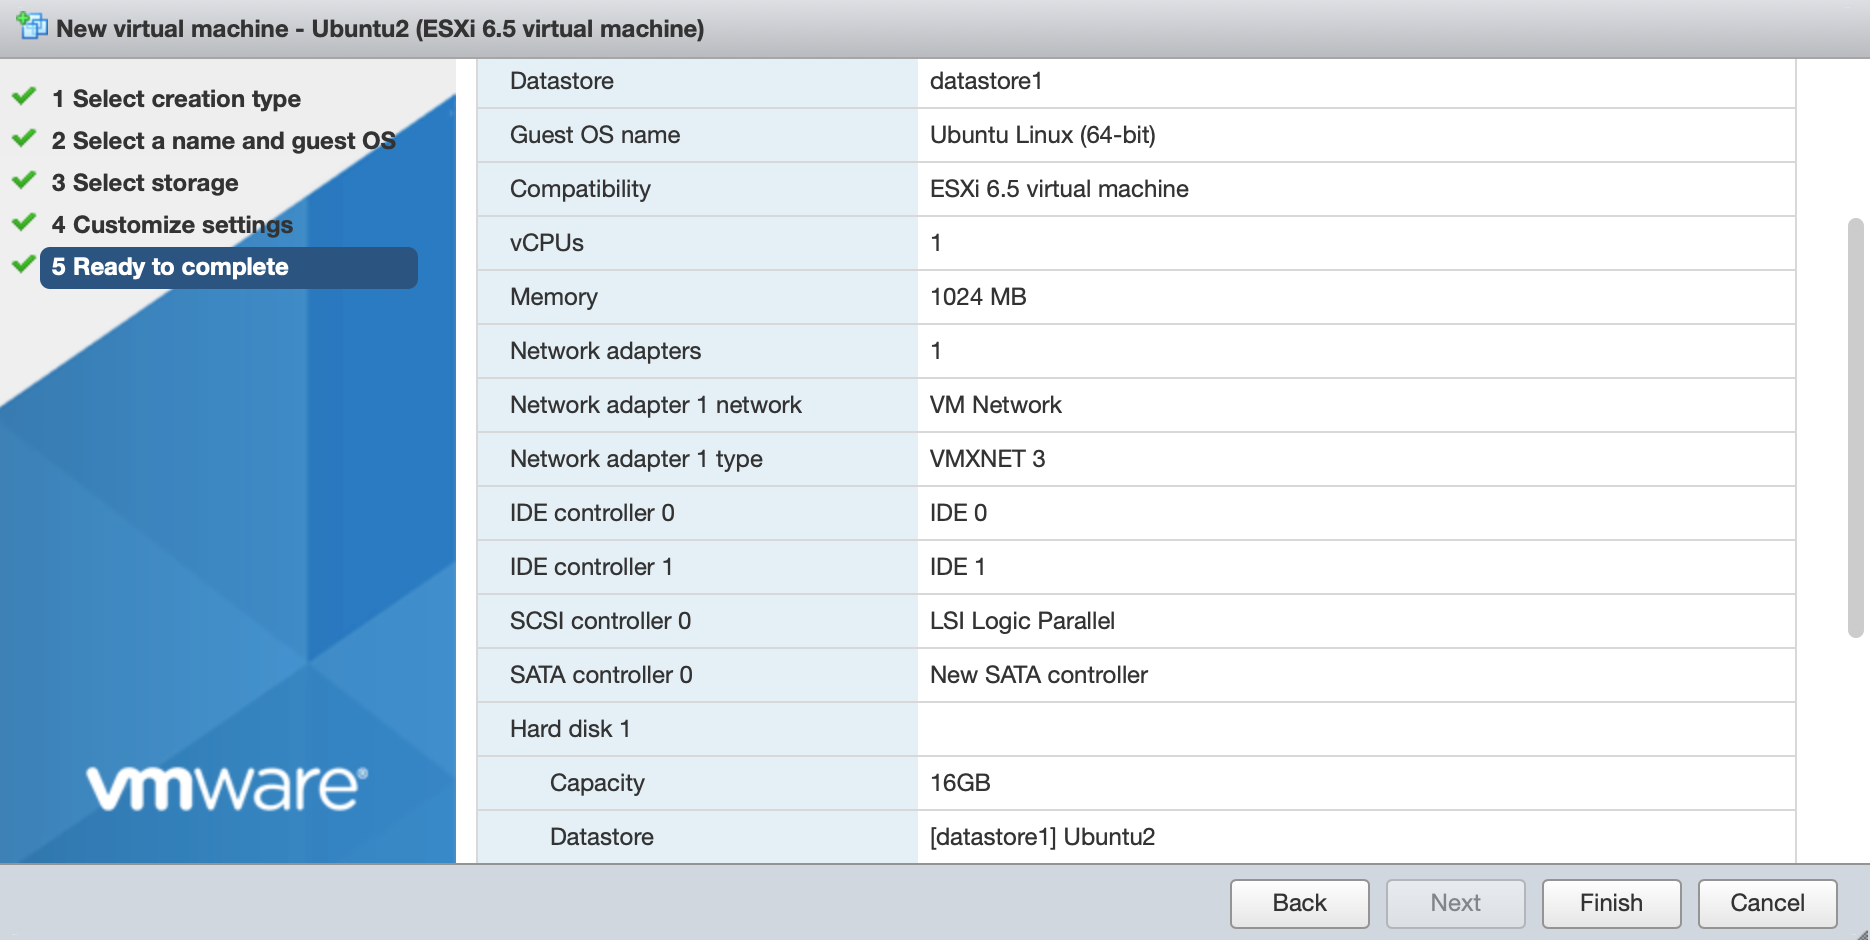 New virtual machine - Ubuntu2 (ESXi 6.5 virtual machine)
1 Select creation type
2 Select a name and guest OS
3 Select storage
4 Customize settings
5 Ready to complete
vmware®
Datastore datastore1
Guest OS name Ubuntu Linux (64-bit)
Compatibility ESXi 6.5 virtual machine
vCPUs 1
Memory 1024 MB
Network adapters 1
Network adapter 1 network VM Network
Network adapter 1 type VMXNET 3
IDE controller 0 IDE 0
IDE controller 1 IDE 1
SCSI controller 0 LSI Logic Parallel
SATA controller 0 New SATA controller
Hard disk 1
Capacity 16GB
Datastore [datastore1] Ubuntu2
Back Next Finish Cancel